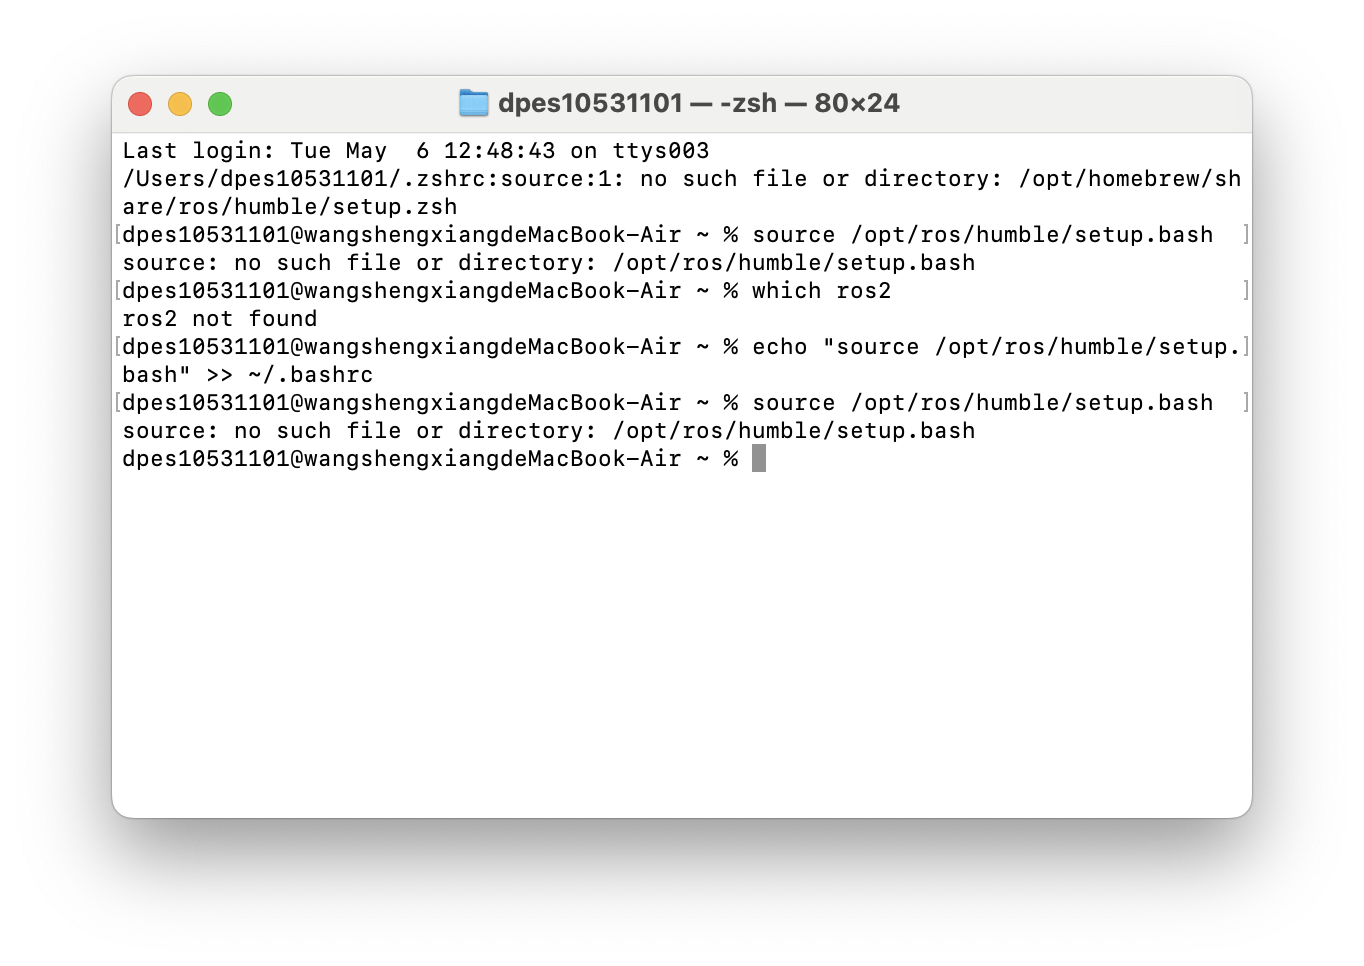 dpes10531101 — -zsh — 80×24
Last login: Tue May  6 12:48:43 on ttys003
/Users/dpes10531101/.zshrc:source:1: no such file or directory: /opt/homebrew/sh
are/ros/humble/setup.zsh
[dpes10531101@wangshengxiangdeMacBook-Air ~ % source /opt/ros/humble/setup.bash  ]
source: no such file or directory: /opt/ros/humble/setup.bash
[dpes10531101@wangshengxiangdeMacBook-Air ~ % which ros2                         ]
ros2 not found
[dpes10531101@wangshengxiangdeMacBook-Air ~ % echo "source /opt/ros/humble/setup.]
bash" >> ~/.bashrc
[dpes10531101@wangshengxiangdeMacBook-Air ~ % source /opt/ros/humble/setup.bash  ]
source: no such file or directory: /opt/ros/humble/setup.bash
dpes10531101@wangshengxiangdeMacBook-Air ~ %